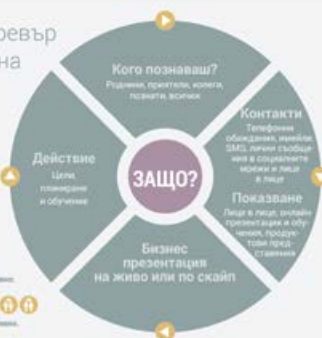 ревър
на
Кого познаваш?
Роднини, приятели, колеги,
познати, всички
Контакти
Телефонни
обаждания, имейли,
SMS, лични съобще-
ния в социалните
мрежи и лице
в лице
Показване
Лице в лице, онлайн
презентации и обу-
чения, продук-
тови пред-
ставяния
Действие
Цели,
планиране
и обучение
ЗАЩО?
Бизнес
презентация
на живо или по скайп